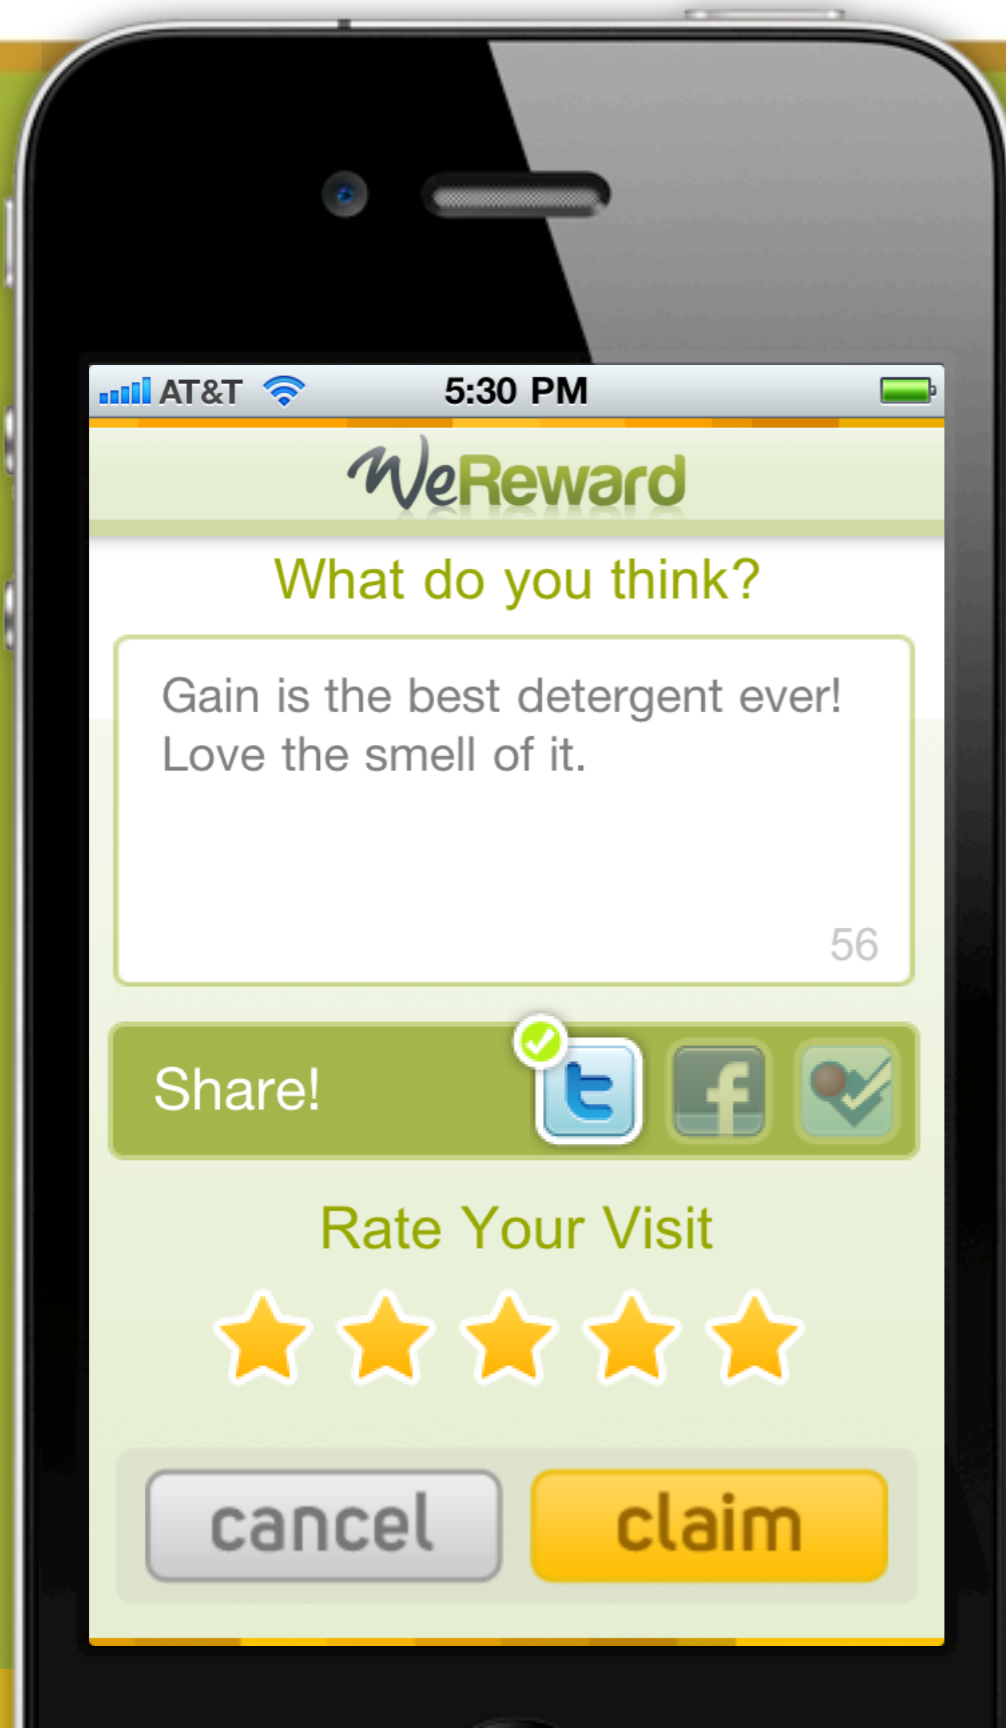 AT&T 5:30 PM
WeReward
What do you think?
Gain is the best detergent ever!
Love the smell of it.
56
Share!
Rate Your Visit
cancel claim